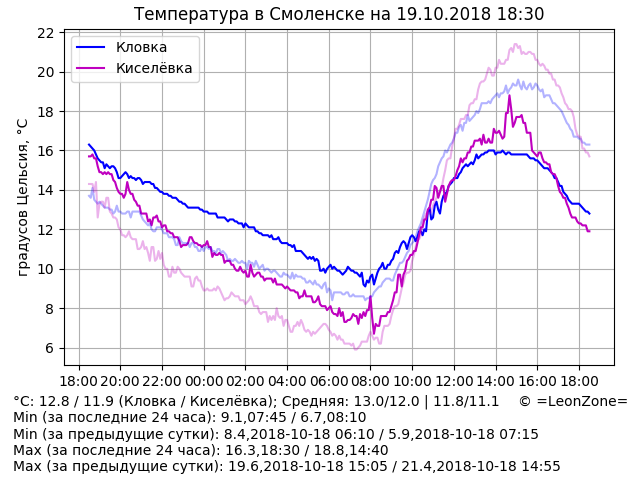 Температура в Смоленске на 19.10.2018 18:30
Кловка
Киселёвка
градусов Цельсия, °C
22
20
18
16
14
12
10
8
6
18:00 20:00 22:00 00:00 02:00 04:00 06:00 08:00 10:00 12:00 14:00 16:00 18:00
°C: 12.8 / 11.9 (Кловка / Киселёвка); Средняя: 13.0/12.0 | 11.8/11.1 © =LeonZone=
Min (за последние 24 часа): 9.1,07:45 / 6.7,08:10
Min (за предыдущие сутки): 8.4,2018-10-18 06:10 / 5.9,2018-10-18 07:15
Max (за последние 24 часа): 16.3,18:30 / 18.8,14:40
Max (за предыдущие сутки): 19.6,2018-10-18 15:05 / 21.4,2018-10-18 14:55